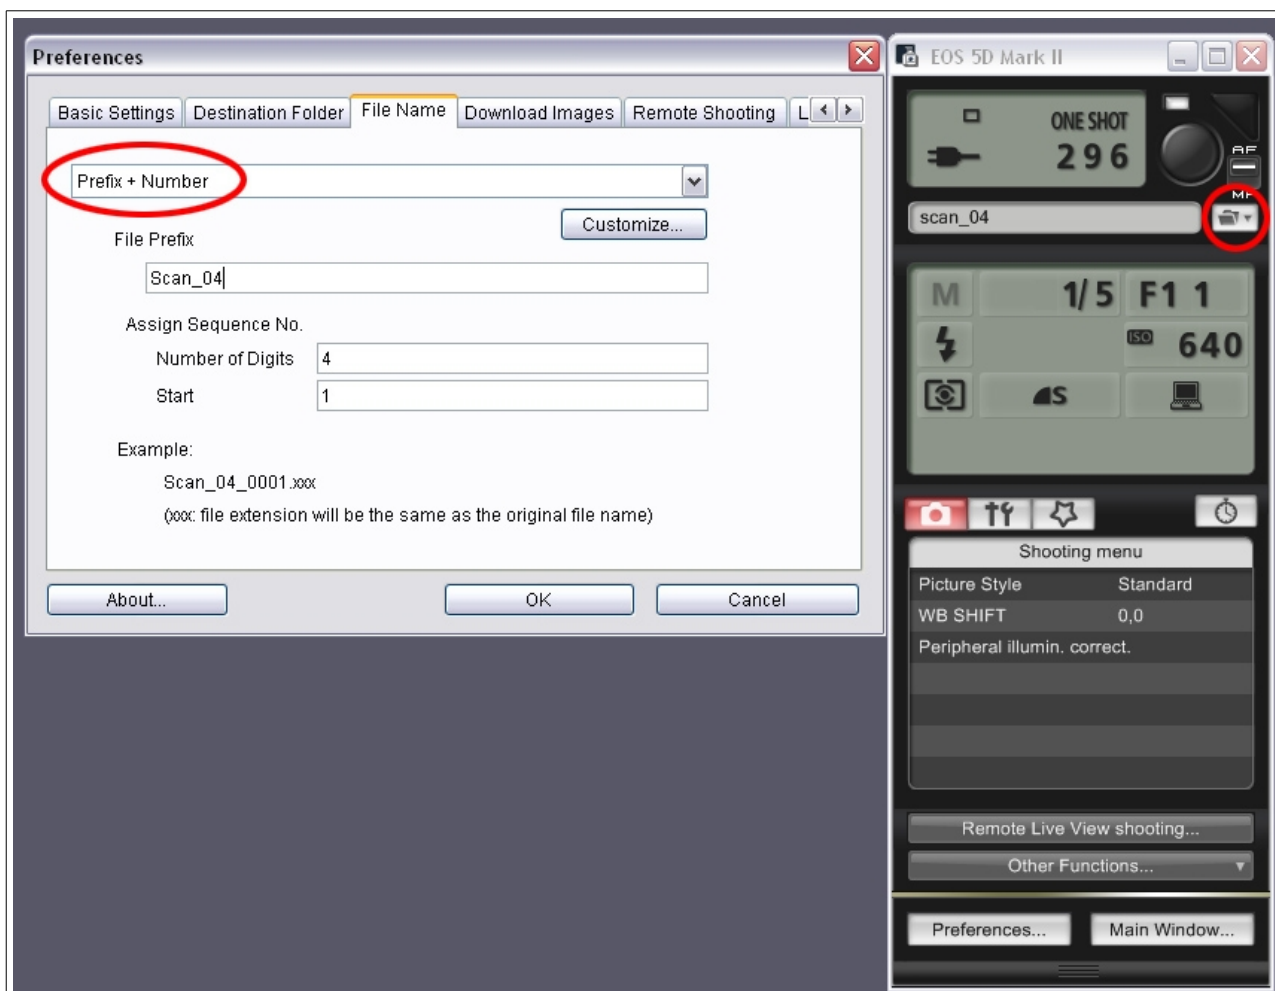 Preferences
Basic Settings Destination Folder File Name Download Images Remote Shooting L
Prefix + Number
Customize...
File Prefix
Scan_04
Assign Sequence No.
Number of Digits 4
Start 1
Example:
Scan_04_0001.xxx
(xxx: file extension will be the same as the original file name)
About... OK Cancel
EOS 5D Mark II
ONE SHOT
296
AF
MF
scan_04
M 1/5 F11
ISO 640
S
Shooting menu
Picture Style Standard
WB SHIFT 0,0
Peripheral illumin. correct.
Remote Live View shooting...
Other Functions...
Preferences... Main Window...